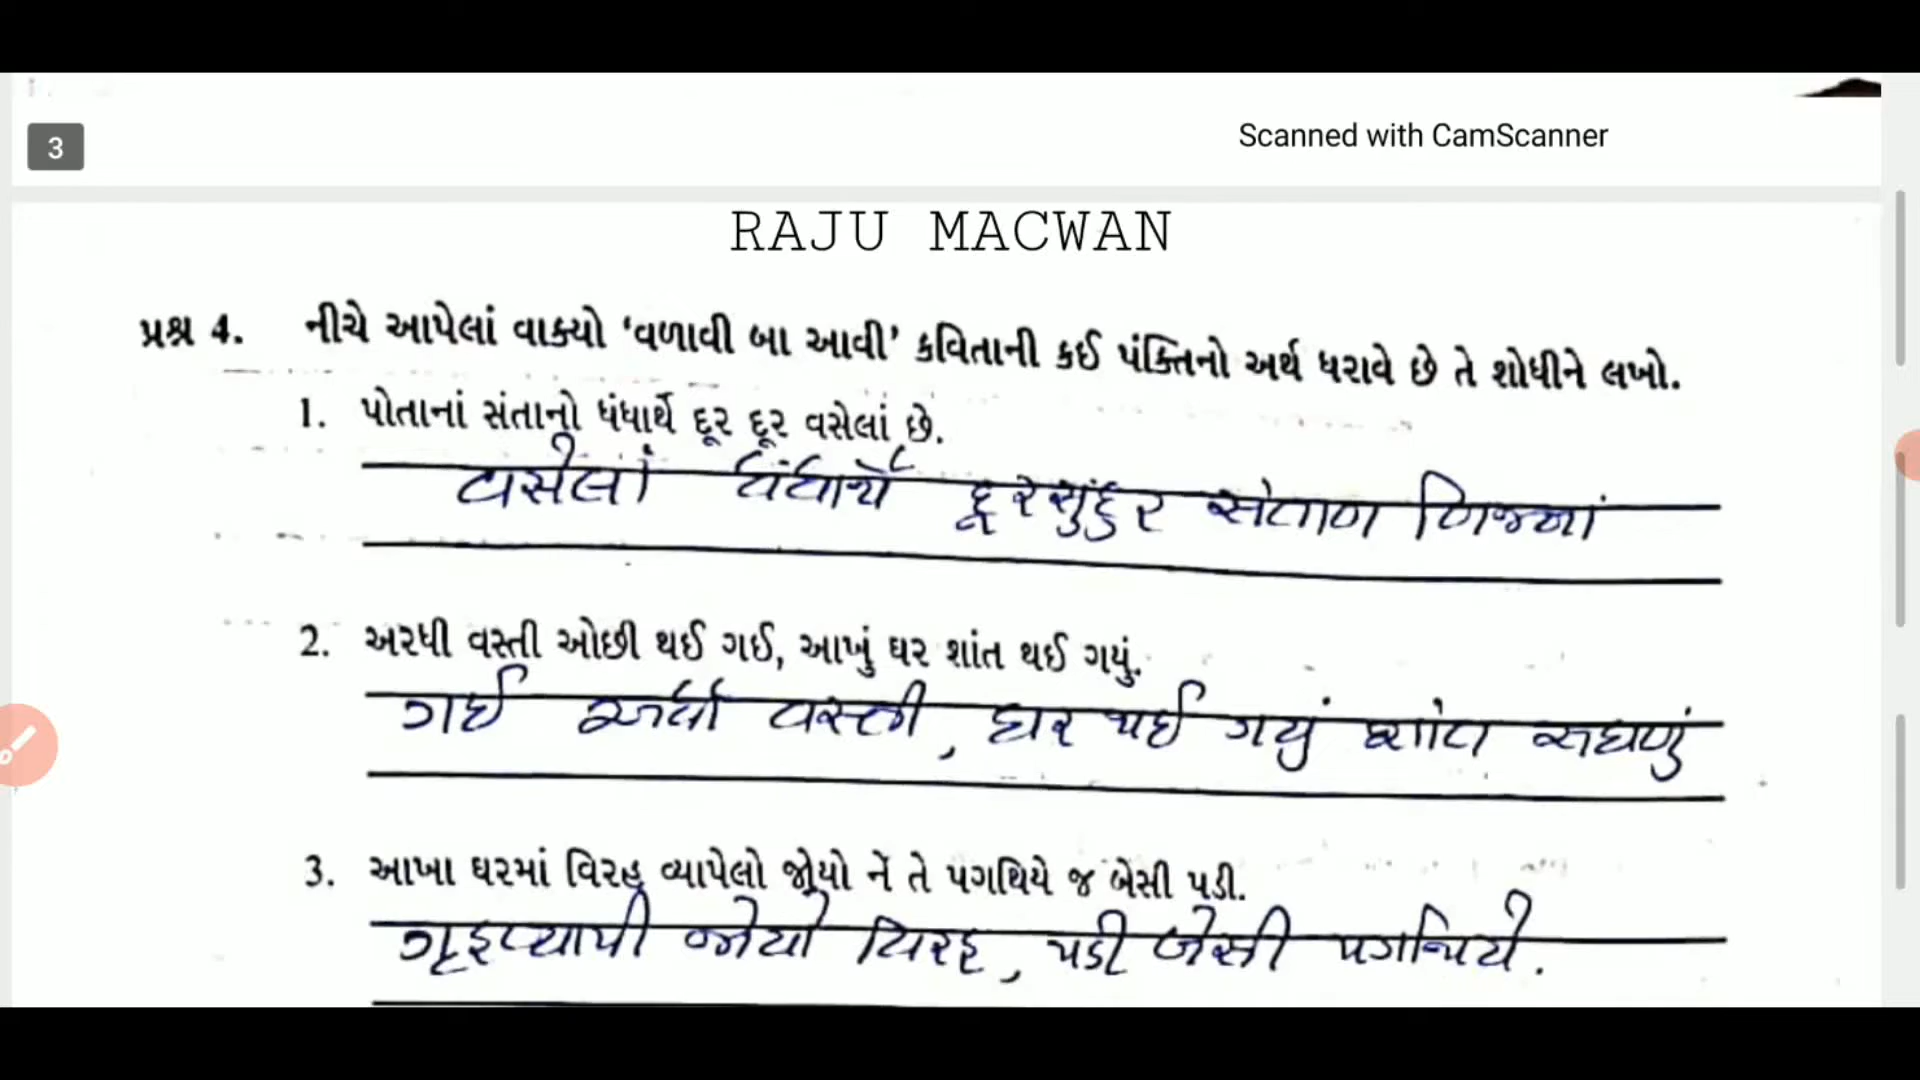 3
Scanned with CamScanner
RAJU MACWAN
પ્રશ્ન 4. નીચે આપેલાં વાક્યો ‘વળાવી બા આવી’ કવિતાની કઈ પંક્તિનો અર્થ ધરાવે છે તે શોધીને લખો.
1. પોતાનાં સંતાનો ધંધાર્થે દૂર દૂર વસેલાં છે.
વસેલાં ધંધાર્થે દૂરસુદૂર સંતાન નિજનાં
2. અરધી વસ્તી ઓછી થઈ ગઈ, આખું ઘર શાંત થઈ ગયું.
ગઈ અર્ધી વસ્તી, ઘર થઈ ગયું શાંત સઘળું
3. આખા ઘરમાં વિરહ વ્યાપેલો જોયો ને તે પગથિયે જ બેસી પડી.
ગૃહવ્યાપી જોયો વિરહ, પડી બેસી પગથિયે.